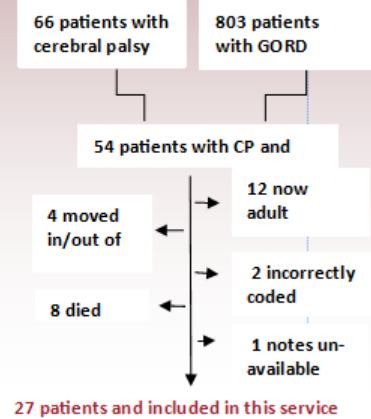 66 patients with
cerebral palsy
803 patients
with GORD
54 patients with CP and
12 now
adult
4 moved
in/out of
2 incorrectly
coded
8 died
1 notes un-
available
27 patients and included in this service